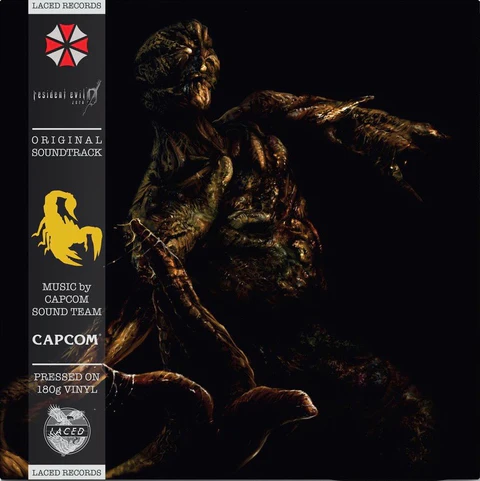 LACED RECORDS
resident evil 0
zero
ORIGINAL
SOUNDTRACK
MUSIC by
CAPCOM
SOUND TEAM
CAPCOM
PRESSED ON
180g VINYL
LACED
LACED RECORDS